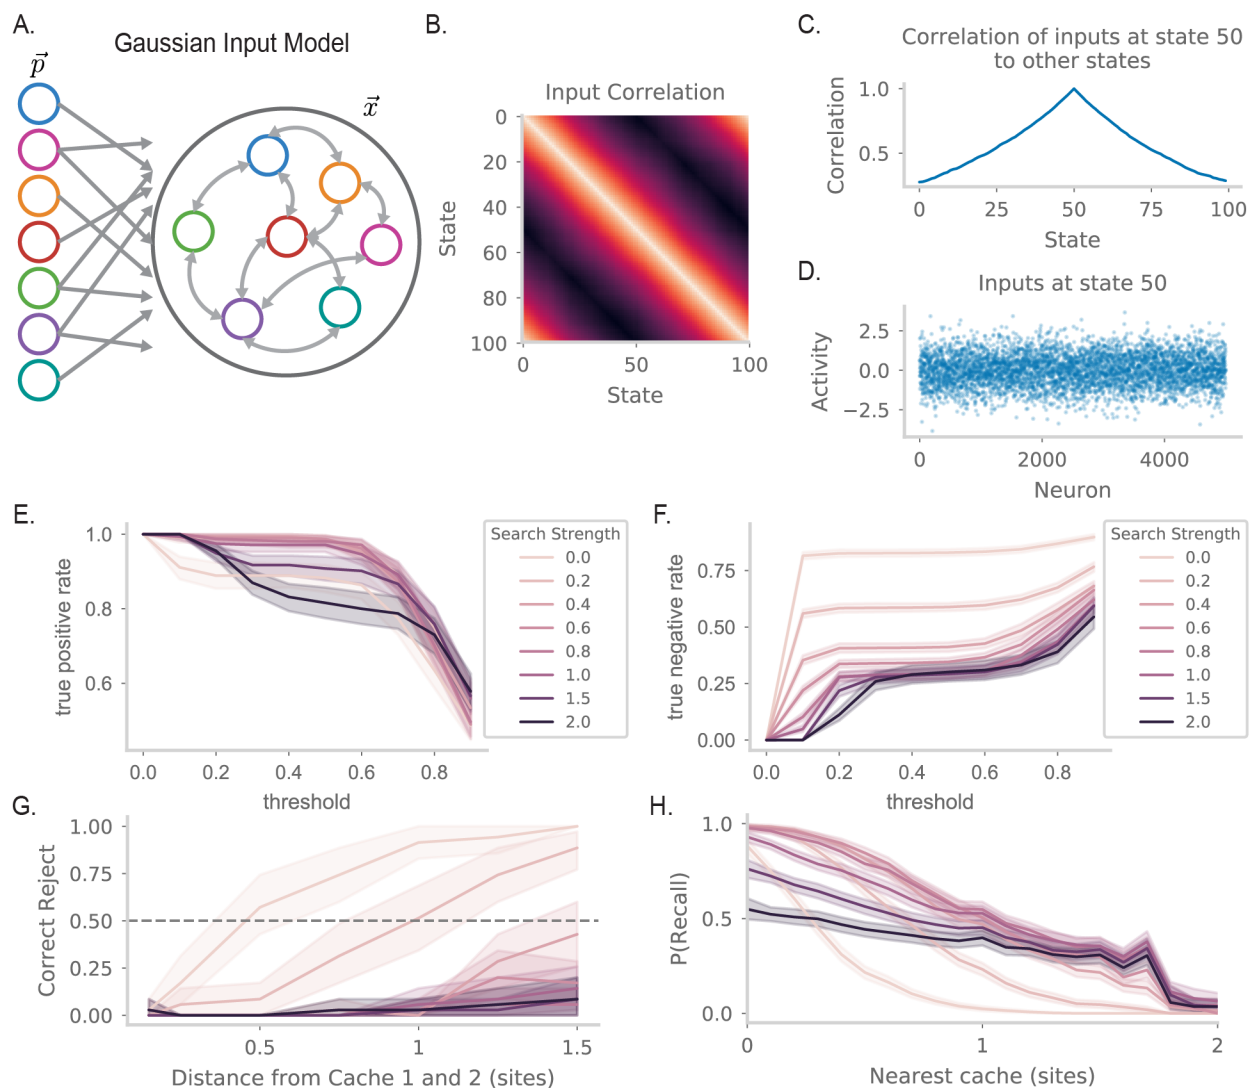 A.
Gaussian Input Model
p⃗
x⃗
B.
Input Correlation
0
20
40
60
80
100
State
0
50
100
State
C.
Correlation of inputs at state 50
to other states
1.0
0.5
Correlation
0
25
50
75
100
State
D.
Inputs at state 50
2.5
0.0
−2.5
Activity
0
2000
4000
Neuron
E.
1.0
0.8
0.6
true positive rate
0.0
0.2
0.4
0.6
0.8
threshold
Search Strength
0.0
0.2
0.4
0.6
0.8
1.0
1.5
2.0
F.
0.75
0.50
0.25
0.00
true negative rate
0.0
0.2
0.4
0.6
0.8
threshold
Search Strength
0.0
0.2
0.4
0.6
0.8
1.0
1.5
2.0
G.
1.00
0.75
0.50
0.25
0.00
Correct Reject
0.5
1
1.5
Distance from Cache 1 and 2 (sites)
H.
1.0
0.5
0.0
P(Recall)
0
1
2
Nearest cache (sites)